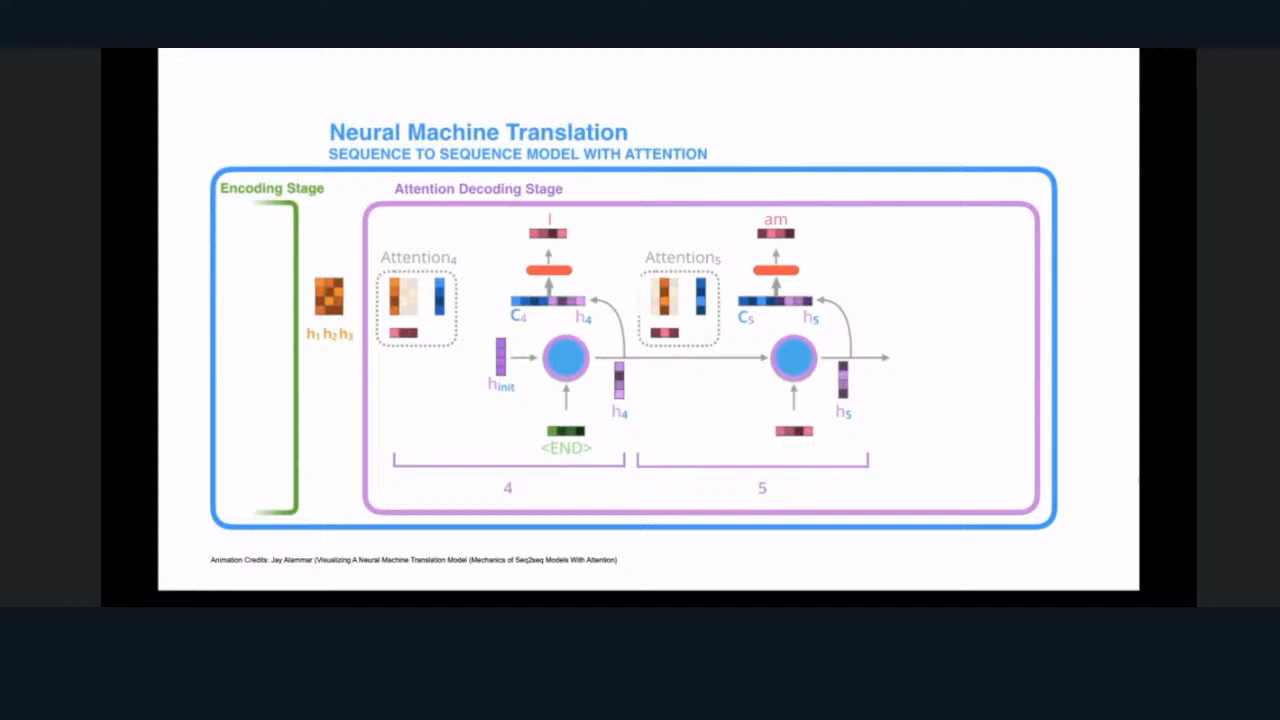 Neural Machine Translation
SEQUENCE TO SEQUENCE MODEL WITH ATTENTION
Encoding Stage
Attention Decoding Stage
I
am
Attention4
Attention5
h1 h2 h3
C4
h4
C5
h5
hinit
h4
h5
<END>
4
5
Animation Credits: Jay Alammar (Visualizing A Neural Machine Translation Model (Mechanics of Seq2seq Models With Attention)